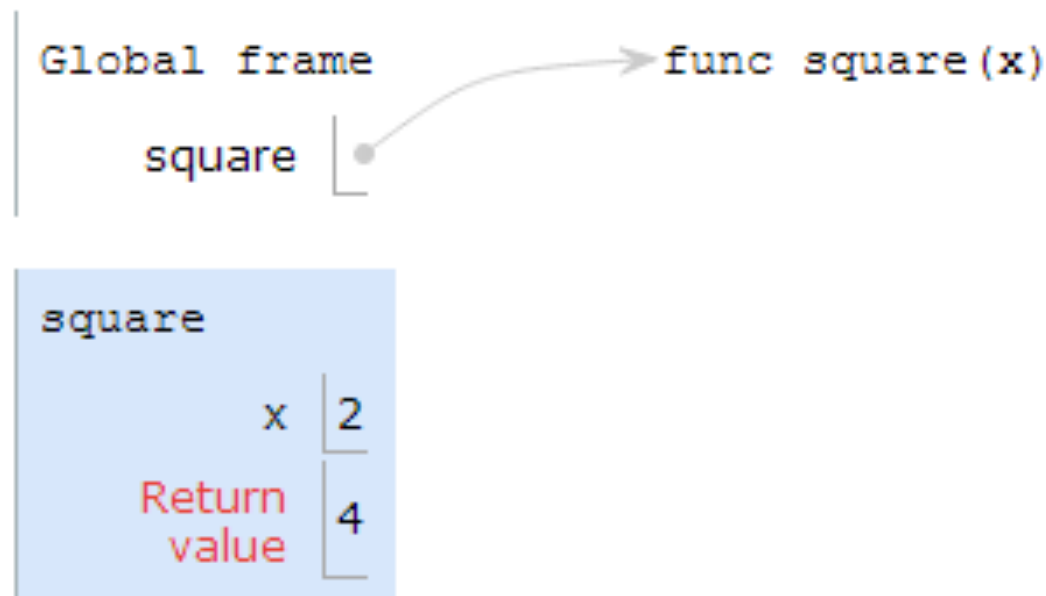 Global frame
func square(x)
square
square
x 2
Return
value 4